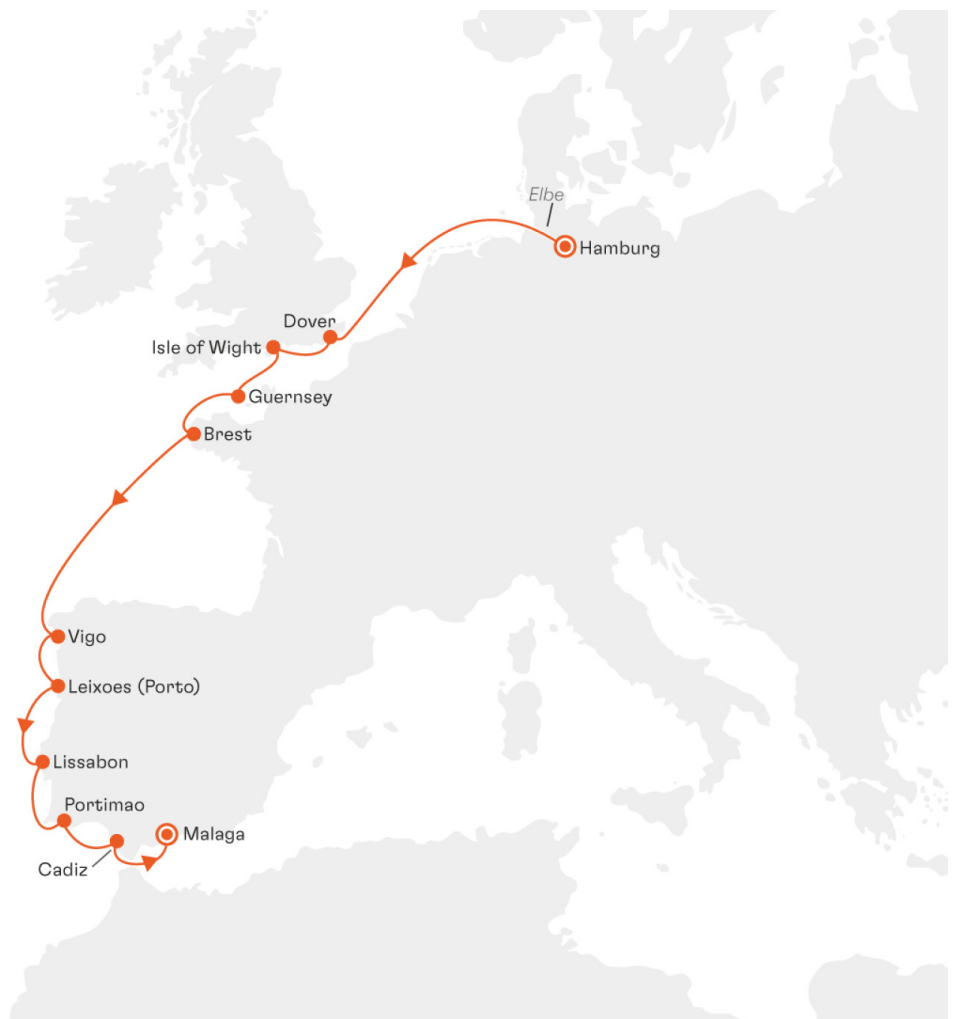 Elbe
Hamburg
Dover
Isle of Wight
Guernsey
Brest
Vigo
Leixoes (Porto)
Lissabon
Portimao
Malaga
Cadiz